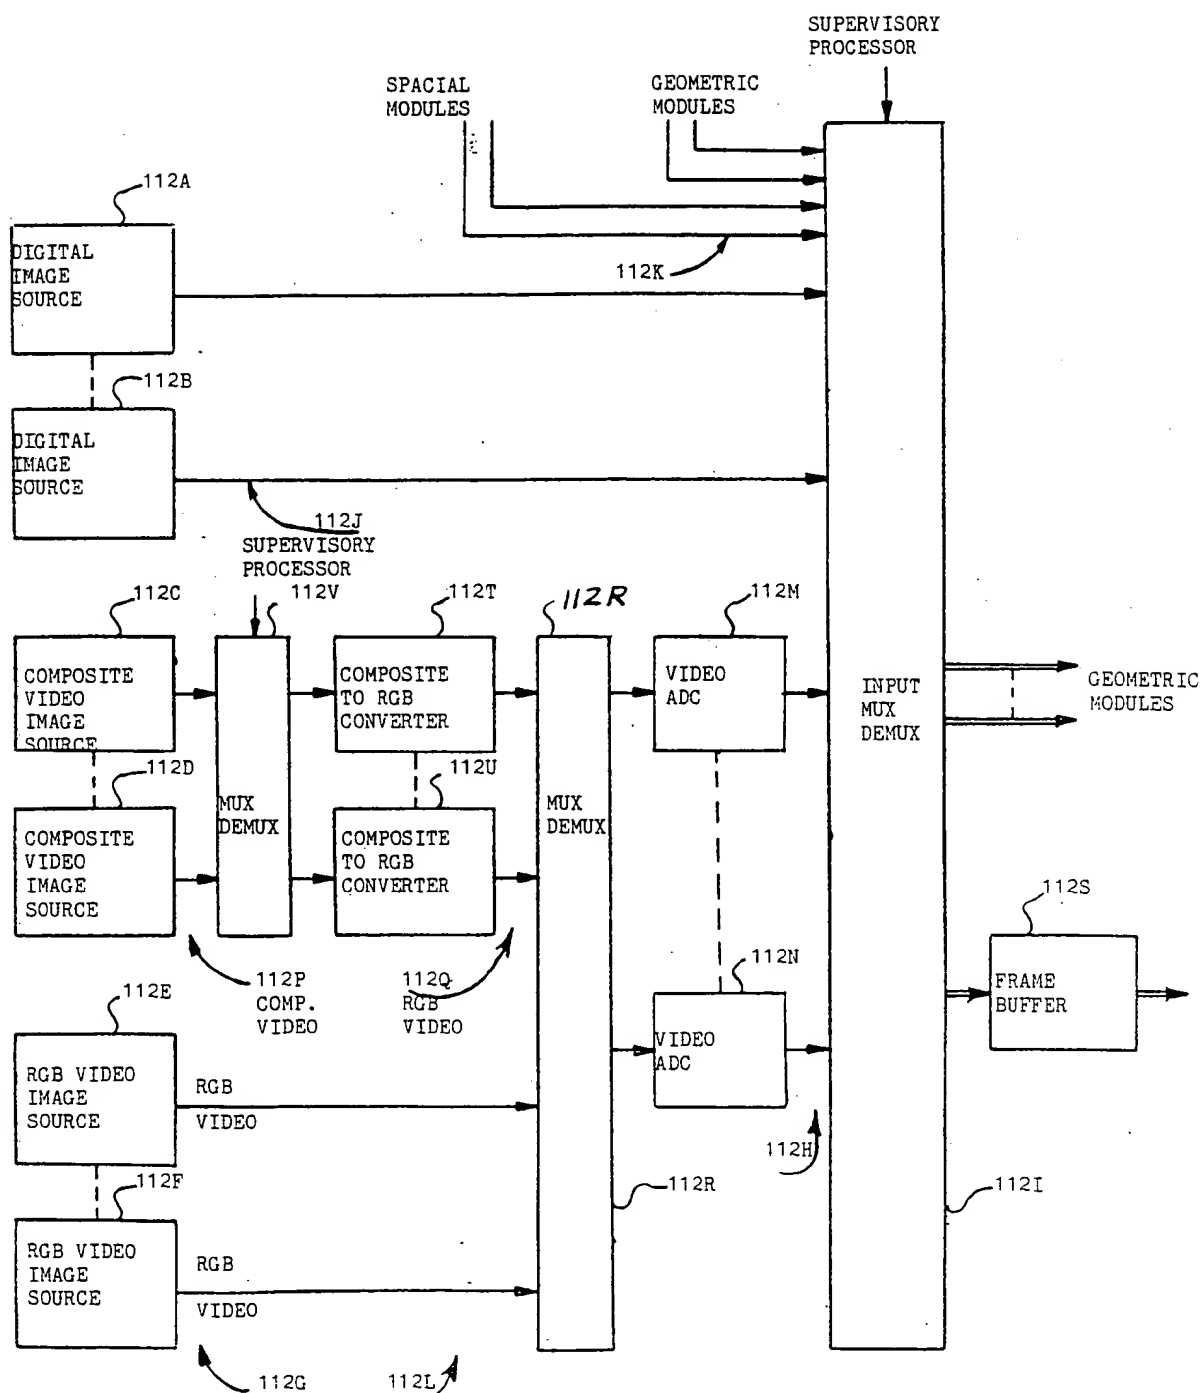 SUPERVISORY
PROCESSOR
SPACIAL
MODULES
GEOMETRIC
MODULES
112A
DIGITAL
IMAGE
SOURCE
112K
112B
DIGITAL
IMAGE
SOURCE
112J
SUPERVISORY
PROCESSOR
112C
112V
112T
112R
112M
COMPOSITE
VIDEO
IMAGE
SOURCE
COMPOSITE
TO RGB
CONVERTER
VIDEO
ADC
INPUT
MUX
DEMUX
GEOMETRIC
MODULES
112D
112U
MUX
DEMUX
MUX
DEMUX
COMPOSITE
VIDEO
IMAGE
SOURCE
COMPOSITE
TO RGB
CONVERTER
112S
112P
COMP.
VIDEO
112Q
RGB
VIDEO
112N
FRAME
BUFFER
112E
VIDEO
ADC
RGB VIDEO
IMAGE
SOURCE
RGB
VIDEO
112H
112F
112R
112I
RGB VIDEO
IMAGE
SOURCE
RGB
VIDEO
112G
112L